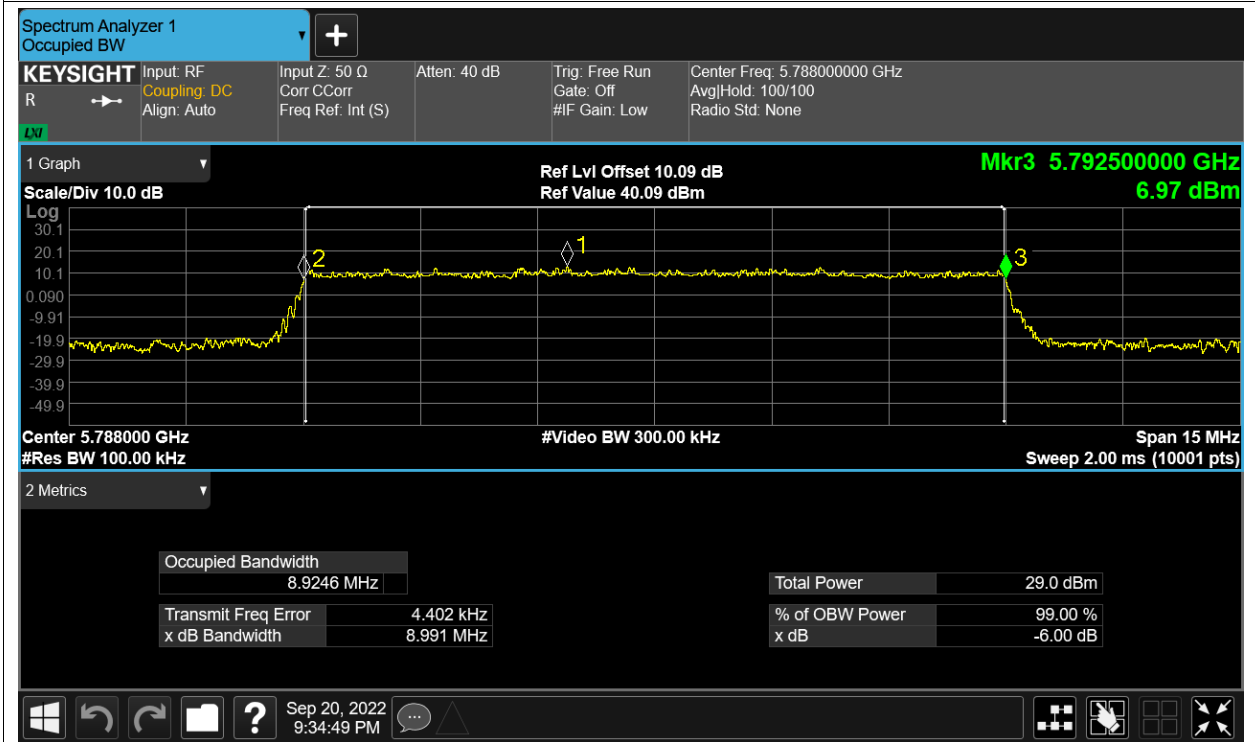 Spectrum Analyzer 1
Occupied BW
KEYSIGHT
R
LXI
Input: RF
Coupling: DC
Align: Auto
Input Z: 50 Ω
Corr CCorr
Freq Ref: Int (S)
Atten: 40 dB
Trig: Free Run
Gate: Off
#IF Gain: Low
Center Freq: 5.788000000 GHz
Avg|Hold: 100/100
Radio Std: None
1 Graph
Scale/Div 10.0 dB
Ref Lvl Offset 10.09 dB
Ref Value 40.09 dBm
Mkr3 5.792500000 GHz
6.97 dBm
Log
30.1
20.1
10.1
0.090
-9.91
-19.9
-29.9
-39.9
-49.9
2
1
3
Center 5.788000 GHz
#Res BW 100.00 kHz
#Video BW 300.00 kHz
Span 15 MHz
Sweep 2.00 ms (10001 pts)
2 Metrics
Occupied Bandwidth
8.9246 MHz
Transmit Freq Error 4.402 kHz
x dB Bandwidth 8.991 MHz
Total Power 29.0 dBm
% of OBW Power 99.00 %
x dB -6.00 dB
?
Sep 20, 2022
9:34:49 PM